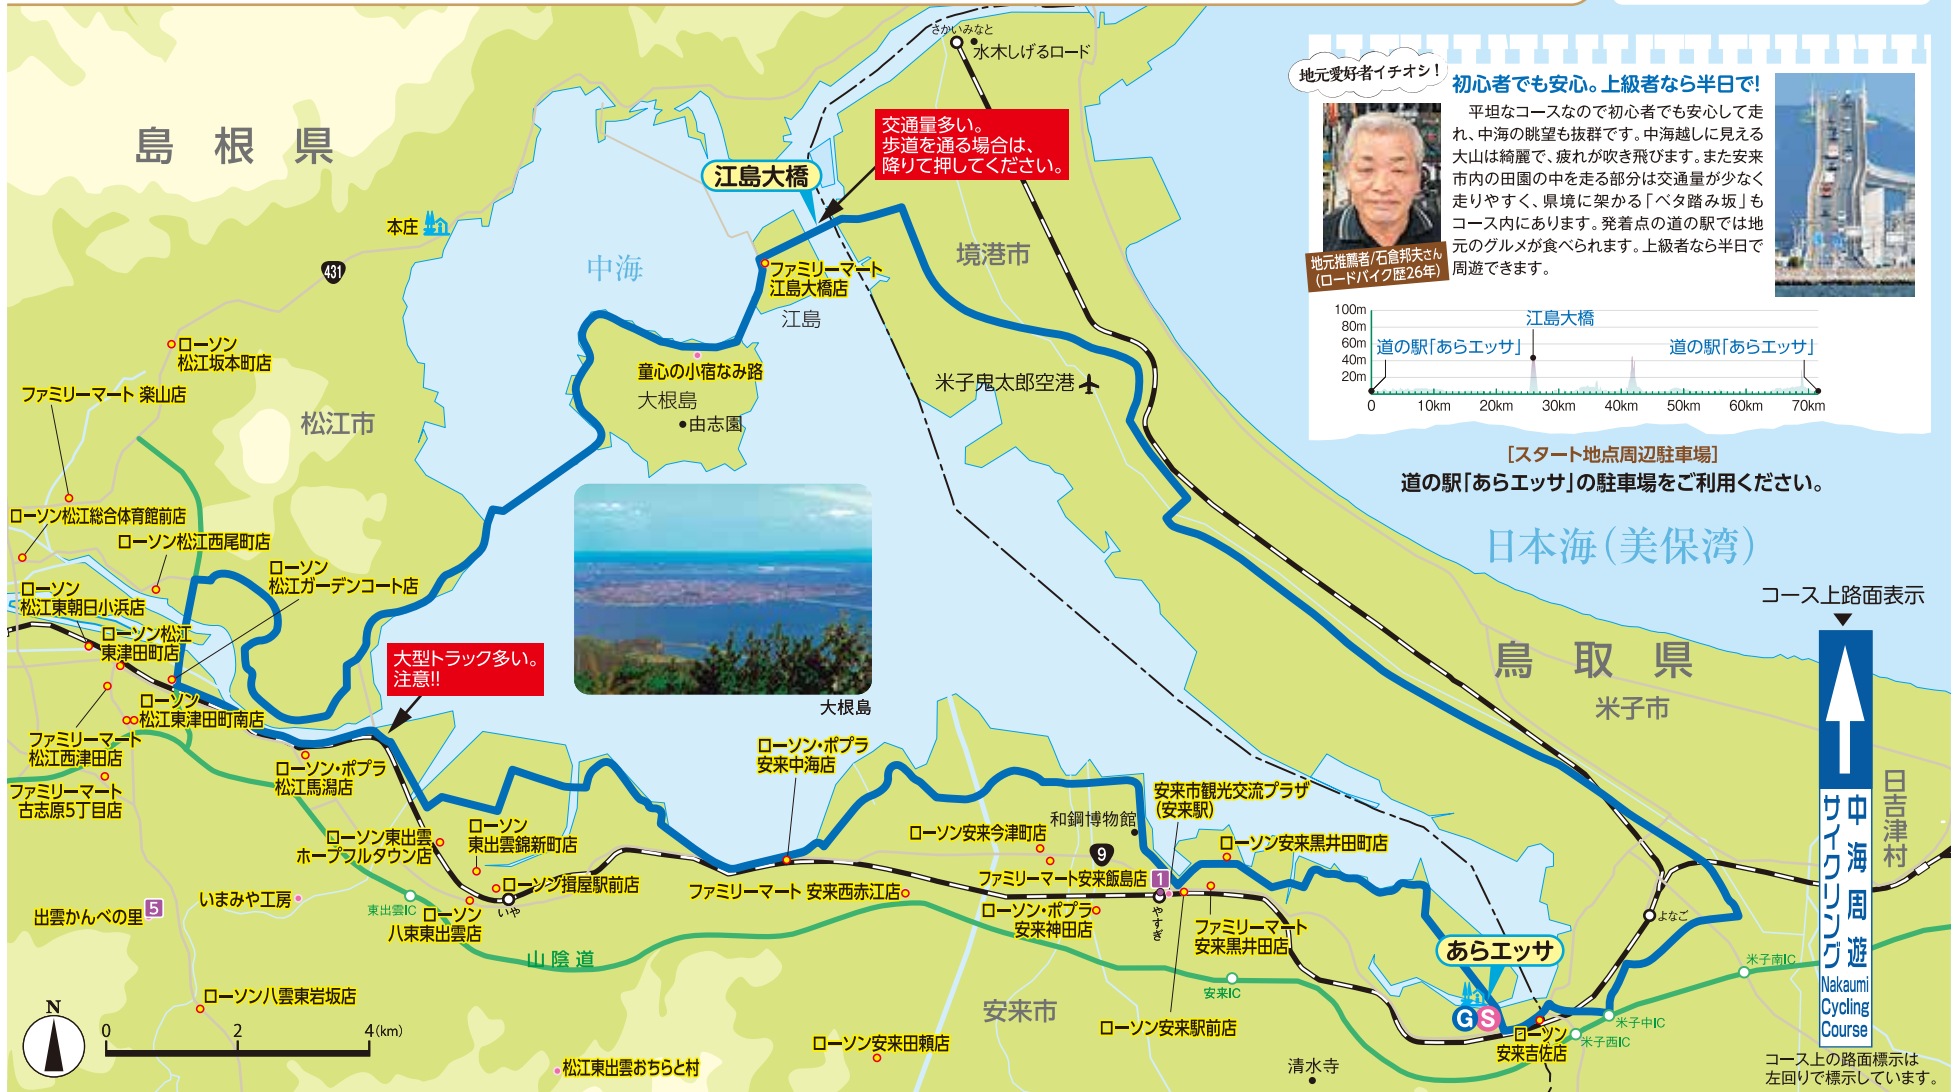 さかいみなと
水木しげるロード
地元愛好者イチオシ!
初心者でも安心。上級者なら半日で!
平坦なコースなので初心者でも安心して走
れ、中海の眺望も抜群です。中海越しに見える
大山は綺麗で、疲れが吹き飛びます。また安来
市内の田園の中を走る部分は交通量が少なく
走りやすく、県境に架かる「ベタ踏み坂」も
コース内にあります。発着点の道の駅では地
元のグルメが食べられます。上級者なら半日で
周遊できます。
地元推薦者/石倉邦夫さん
(ロードバイク歴26年)
100m
80m
60m
40m
20m
江島大橋
道の駅「あらエッサ」
道の駅「あらエッサ」
0 10km 20km 30km 40km 50km 60km 70km
[スタート地点周辺駐車場]
道の駅「あらエッサ」の駐車場をご利用ください。
島根県
交通量多い。
歩道を通る場合は、
降りて押してください。
江島大橋
本庄
431
中海
境港市
ファミリーマート
江島大橋店
江島
ローソン
松江坂本町店
童心の小宿なみ路
大根島
由志園
米子鬼太郎空港
ファミリーマート 楽山店
松江市
日本海(美保湾)
ローソン松江総合体育館前店
ローソン松江西尾町店
ローソン
松江ガーデンコート店
ローソン
松江東朝日小浜店
ローソン松江
東津田町店
大型トラック多い。
注意!!
大根島
鳥取県
米子市
コース上路面表示
中海周遊
サイクリング
Nakaumi
Cycling
Course
日吉津村
コース上の路面標示は
左回りで標示しています。
ローソン
松江東津田町南店
ファミリーマート
松江西津田店
ファミリーマート
古志原5丁目店
ローソン・ポプラ
松江馬潟店
ローソン・ポプラ
安来中海店
安来市観光交流プラザ
(安来駅)
和鋼博物館
ローソン安来今津町店
ローソン安来黒井田町店
9
ファミリーマート安来飯島店
1
ローソン東出雲
ホープフルタウン店
ローソン
東出雲錦新町店
ローソン揖屋駅前店
ファミリーマート 安来西赤江店
いまみや工房
出雲かんべの里
5
東出雲IC
ローソン
八束東出雲店
いや
ローソン・ポプラ
安来神田店
やすぎ
ファミリーマート
安来黒井田店
よなご
あらエッサ
山陰道
安来IC
米子南IC
米子中IC
米子西IC
G S
ローソン
安来吉佐店
ローソン八雲東岩坂店
安来市
ローソン安来駅前店
ローソン安来田頼店
松江東出雲おちらと村
清水寺
N
0 2 4(km)